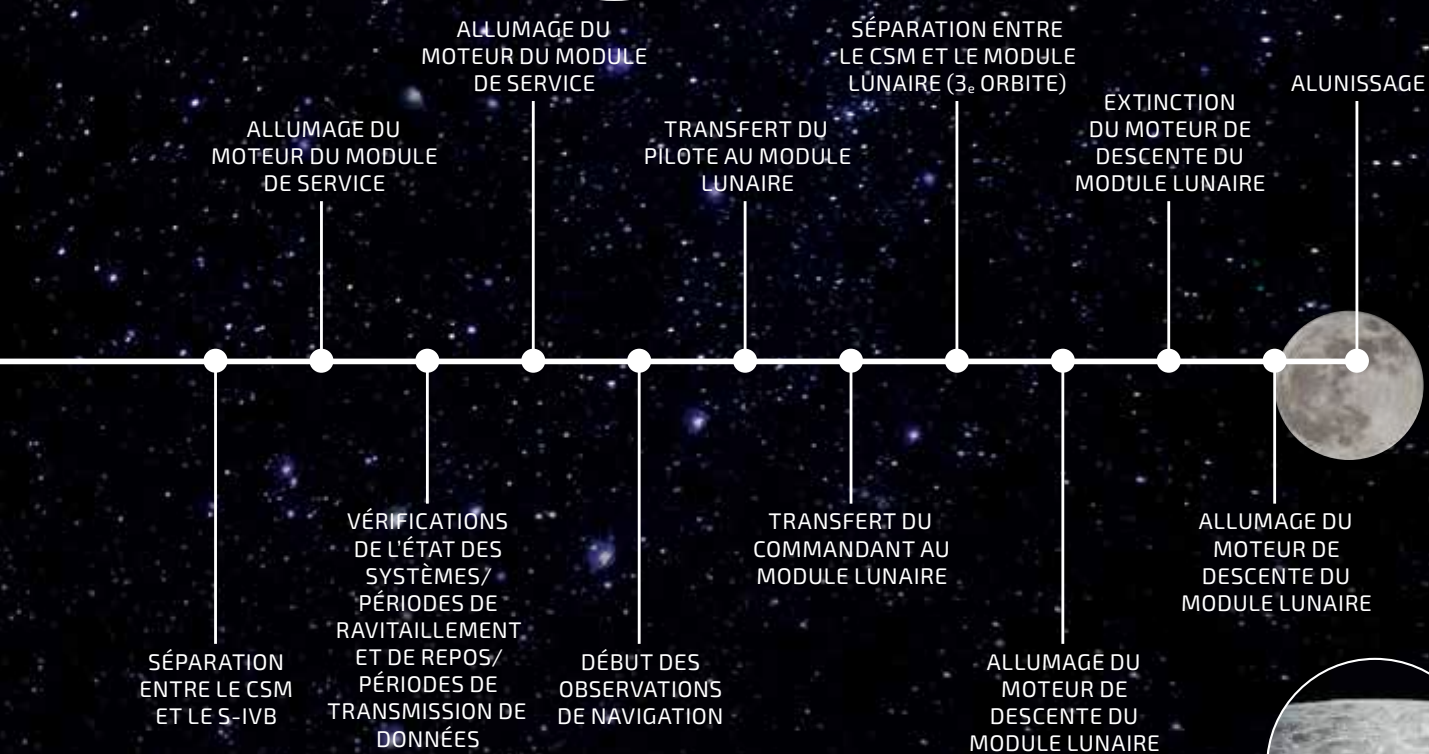 SÉPARATION
ENTRE LE CSM
ET LE S-IVB
ALLUMAGE DU
MOTEUR DU MODULE
DE SERVICE
VÉRIFICATIONS
DE L'ÉTAT DES
SYSTÈMES/
PÉRIODES DE
RAVITAILLEMENT
ET DE REPOS/
PÉRIODES DE
TRANSMISSION DE
DONNÉES
ALLUMAGE DU
MOTEUR DU MODULE
DE SERVICE
DÉBUT DES
OBSERVATIONS
DE NAVIGATION
TRANSFERT DU
PILOTE AU MODULE
LUNAIRE
TRANSFERT DU
COMMANDANT AU
MODULE LUNAIRE
SÉPARATION ENTRE
LE CSM ET LE MODULE
LUNAIRE (3ₑ ORBITE)
ALLUMAGE DU
MOTEUR DE
DESCENTE DU
MODULE LUNAIRE
EXTINCTION
DU MOTEUR DE
DESCENTE DU
MODULE LUNAIRE
ALLUMAGE DU
MOTEUR DE
DESCENTE DU
MODULE LUNAIRE
ALUNISSAGE